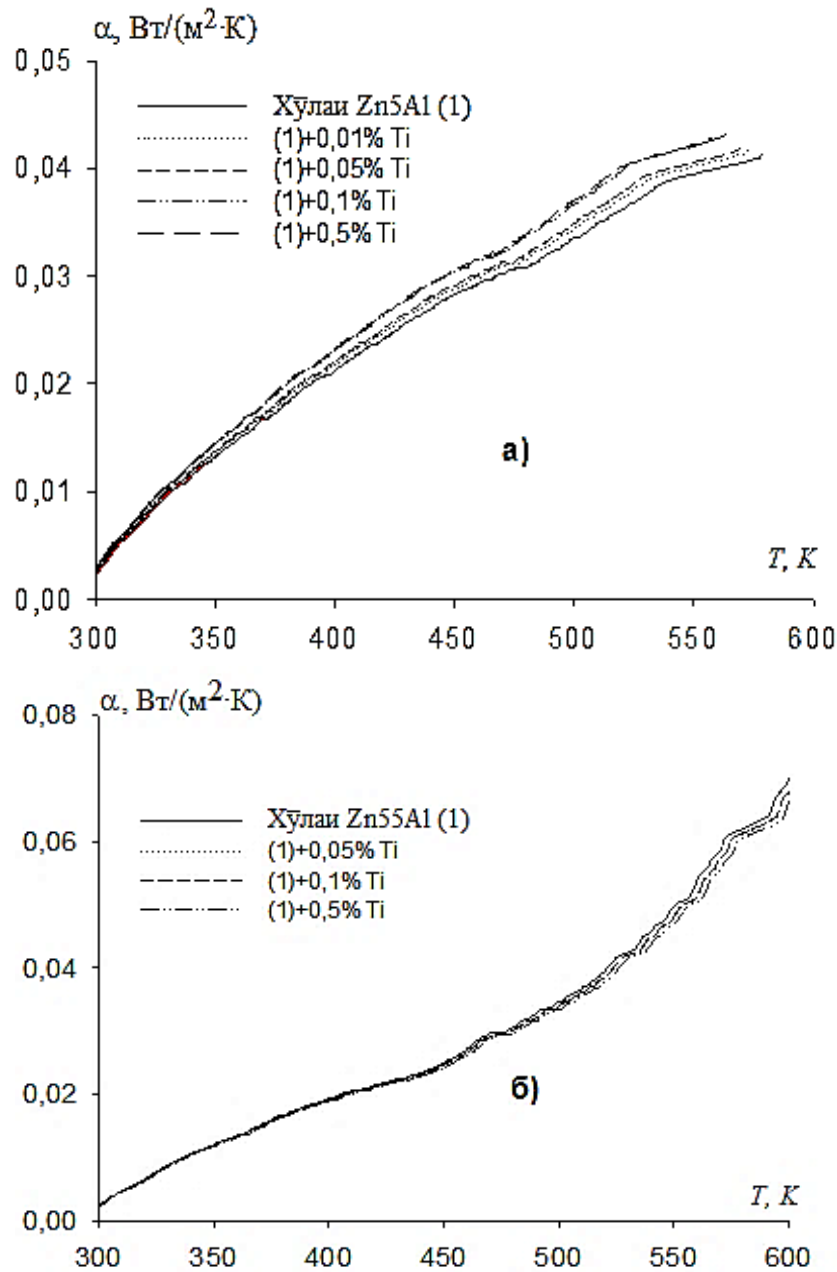 α, Вт/(м²·К)
0,05
0,04
0,03
0,02
0,01
0,00
Хӯлаи Zn5Al (1)
(1)+0,01% Ti
(1)+0,05% Ti
(1)+0,1% Ti
(1)+0,5% Ti
а)
T, K
300 350 400 450 500 550 600
α, Вт/(м²·К)
0,08
0,06
0,04
0,02
0,00
Хӯлаи Zn55Al (1)
(1)+0,05% Ti
(1)+0,1% Ti
(1)+0,5% Ti
б)
T, K
300 350 400 450 500 550 600